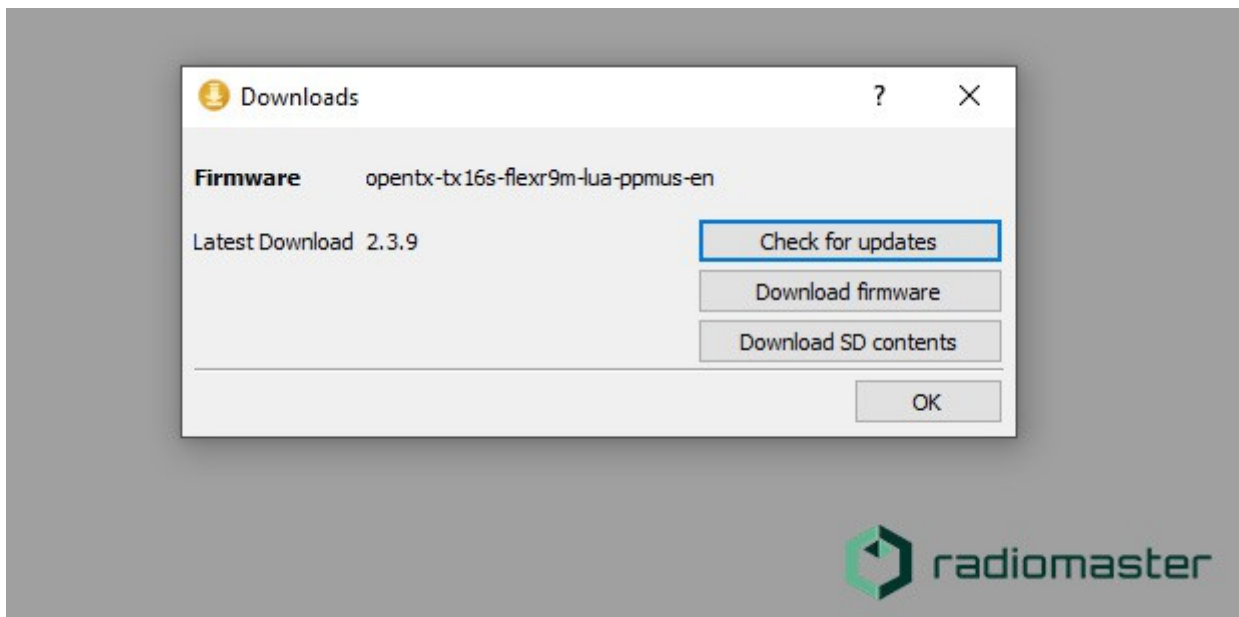 Downloads
?
Firmware opentx-tx16s-flexr9m-lua-ppmus-en
Latest Download 2.3.9 Check for updates
Download firmware
Download SD contents
OK
radiomaster